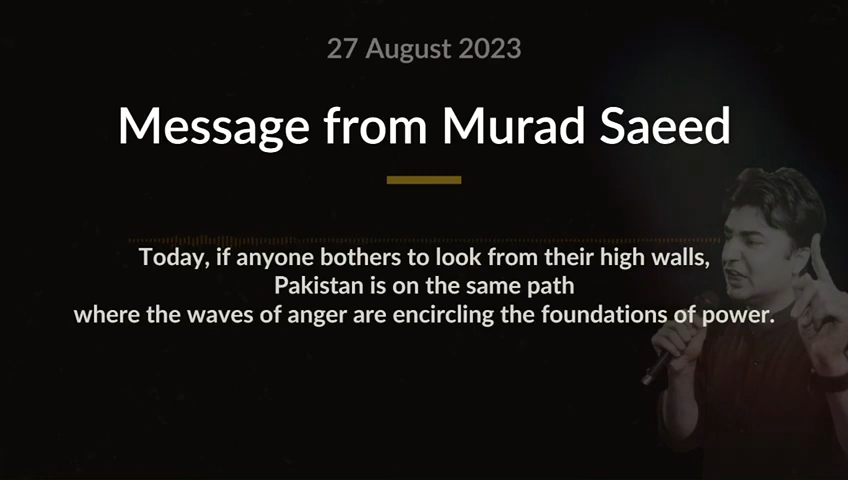 27 August 2023
Message from Murad Saeed
Today, if anyone bothers to look from their high walls,
Pakistan is on the same path
where the waves of anger are encircling the foundations of power.